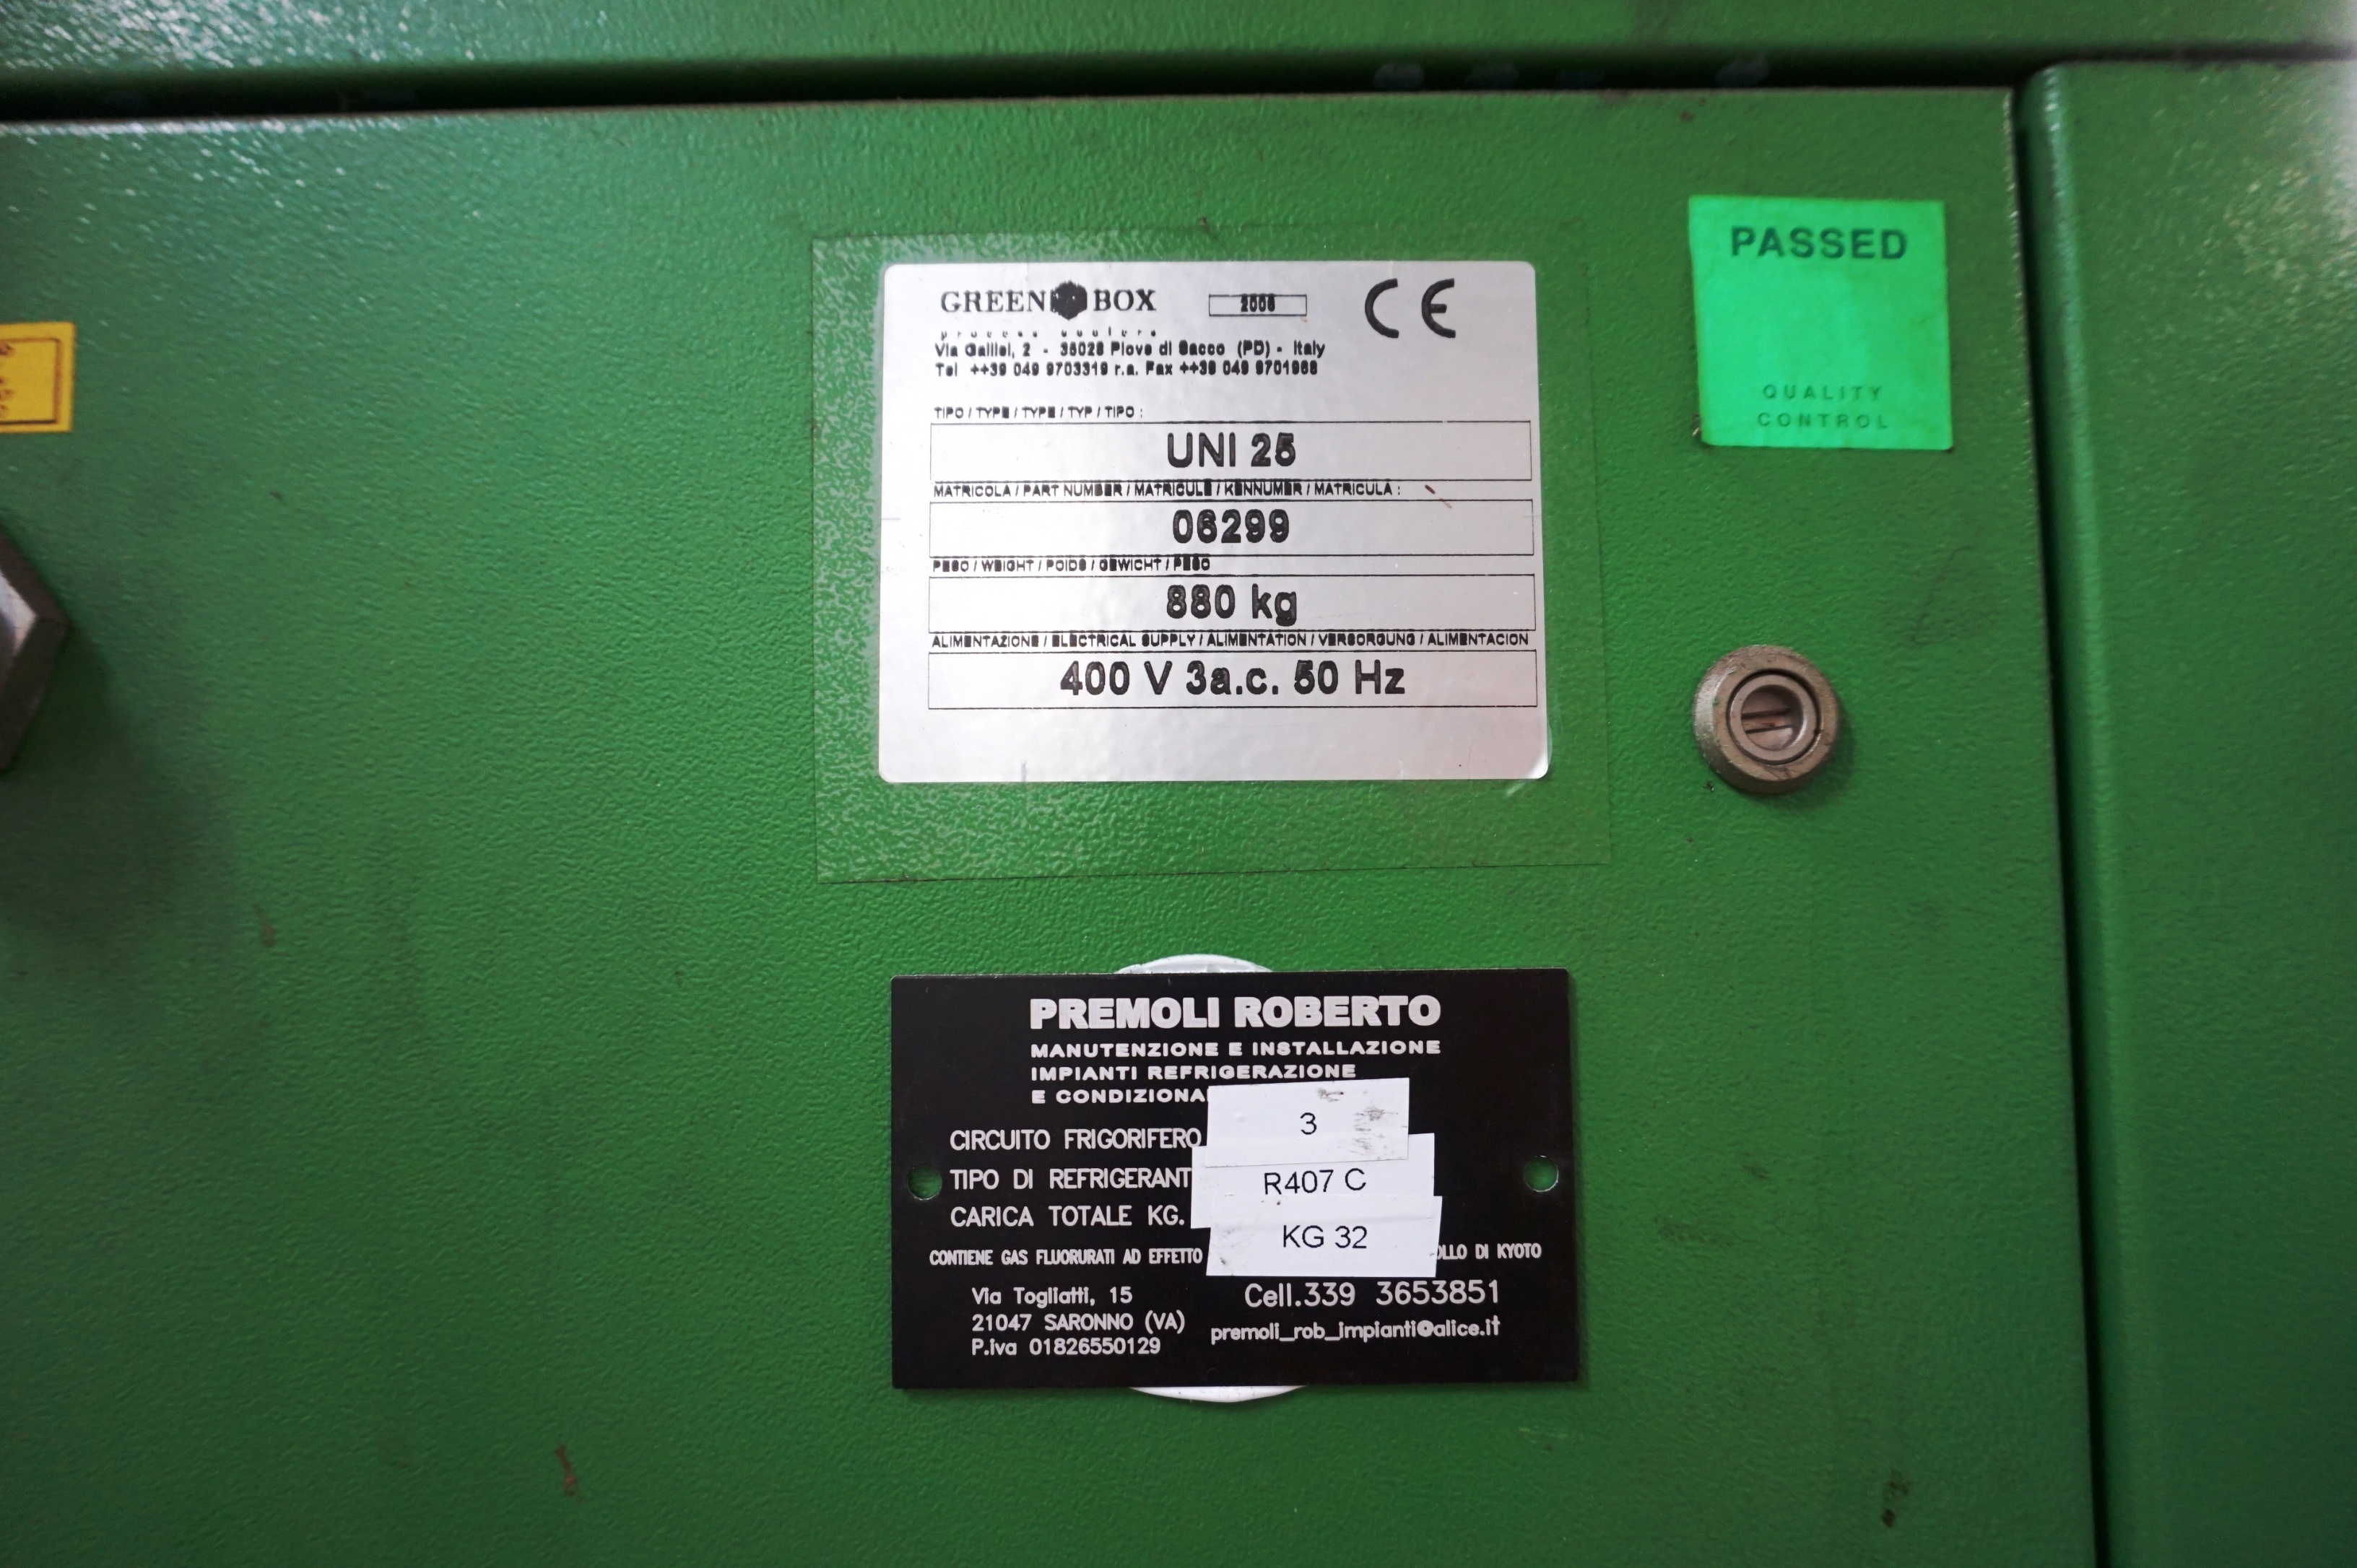 GREEN BOX
process coolers
Via Galilei, 2 - 35028 Piove di Sacco (PD) - Italy
Tel ++39 049 9703319 r.a. Fax ++39 049 9701968
CE
TIPO / TYPE / TYPE / TYP / TIPO :
UNI 25
MATRICOLA / PART NUMBER / MATRICULE / KENNUMER / MATRICULA :
06299
PESO / WEIGHT / POIDS / GEWICHT / PESO
880 kg
ALIMENTAZIONE / ELECTRICAL SUPPLY / ALIMENTATION / VERSORGUNG / ALIMENTACION
400 V 3a.c. 50 Hz
PASSED
QUALITY
CONTROL
PREMOLI ROBERTO
MANUTENZIONE E INSTALLAZIONE
IMPIANTI REFRIGERAZIONE
E CONDIZIONA
CIRCUITO FRIGORIFERO 3
TIPO DI REFRIGERANT R407 C
CARICA TOTALE KG. KG 32
CONTIENE GAS FLUORURATI AD EFFETTO OLLO DI KYOTO
Via Togliatti, 15
21047 SARONNO (VA)
P.iva 01826550129
Cell.339 3653851
premoli_rob_impianti@alice.it